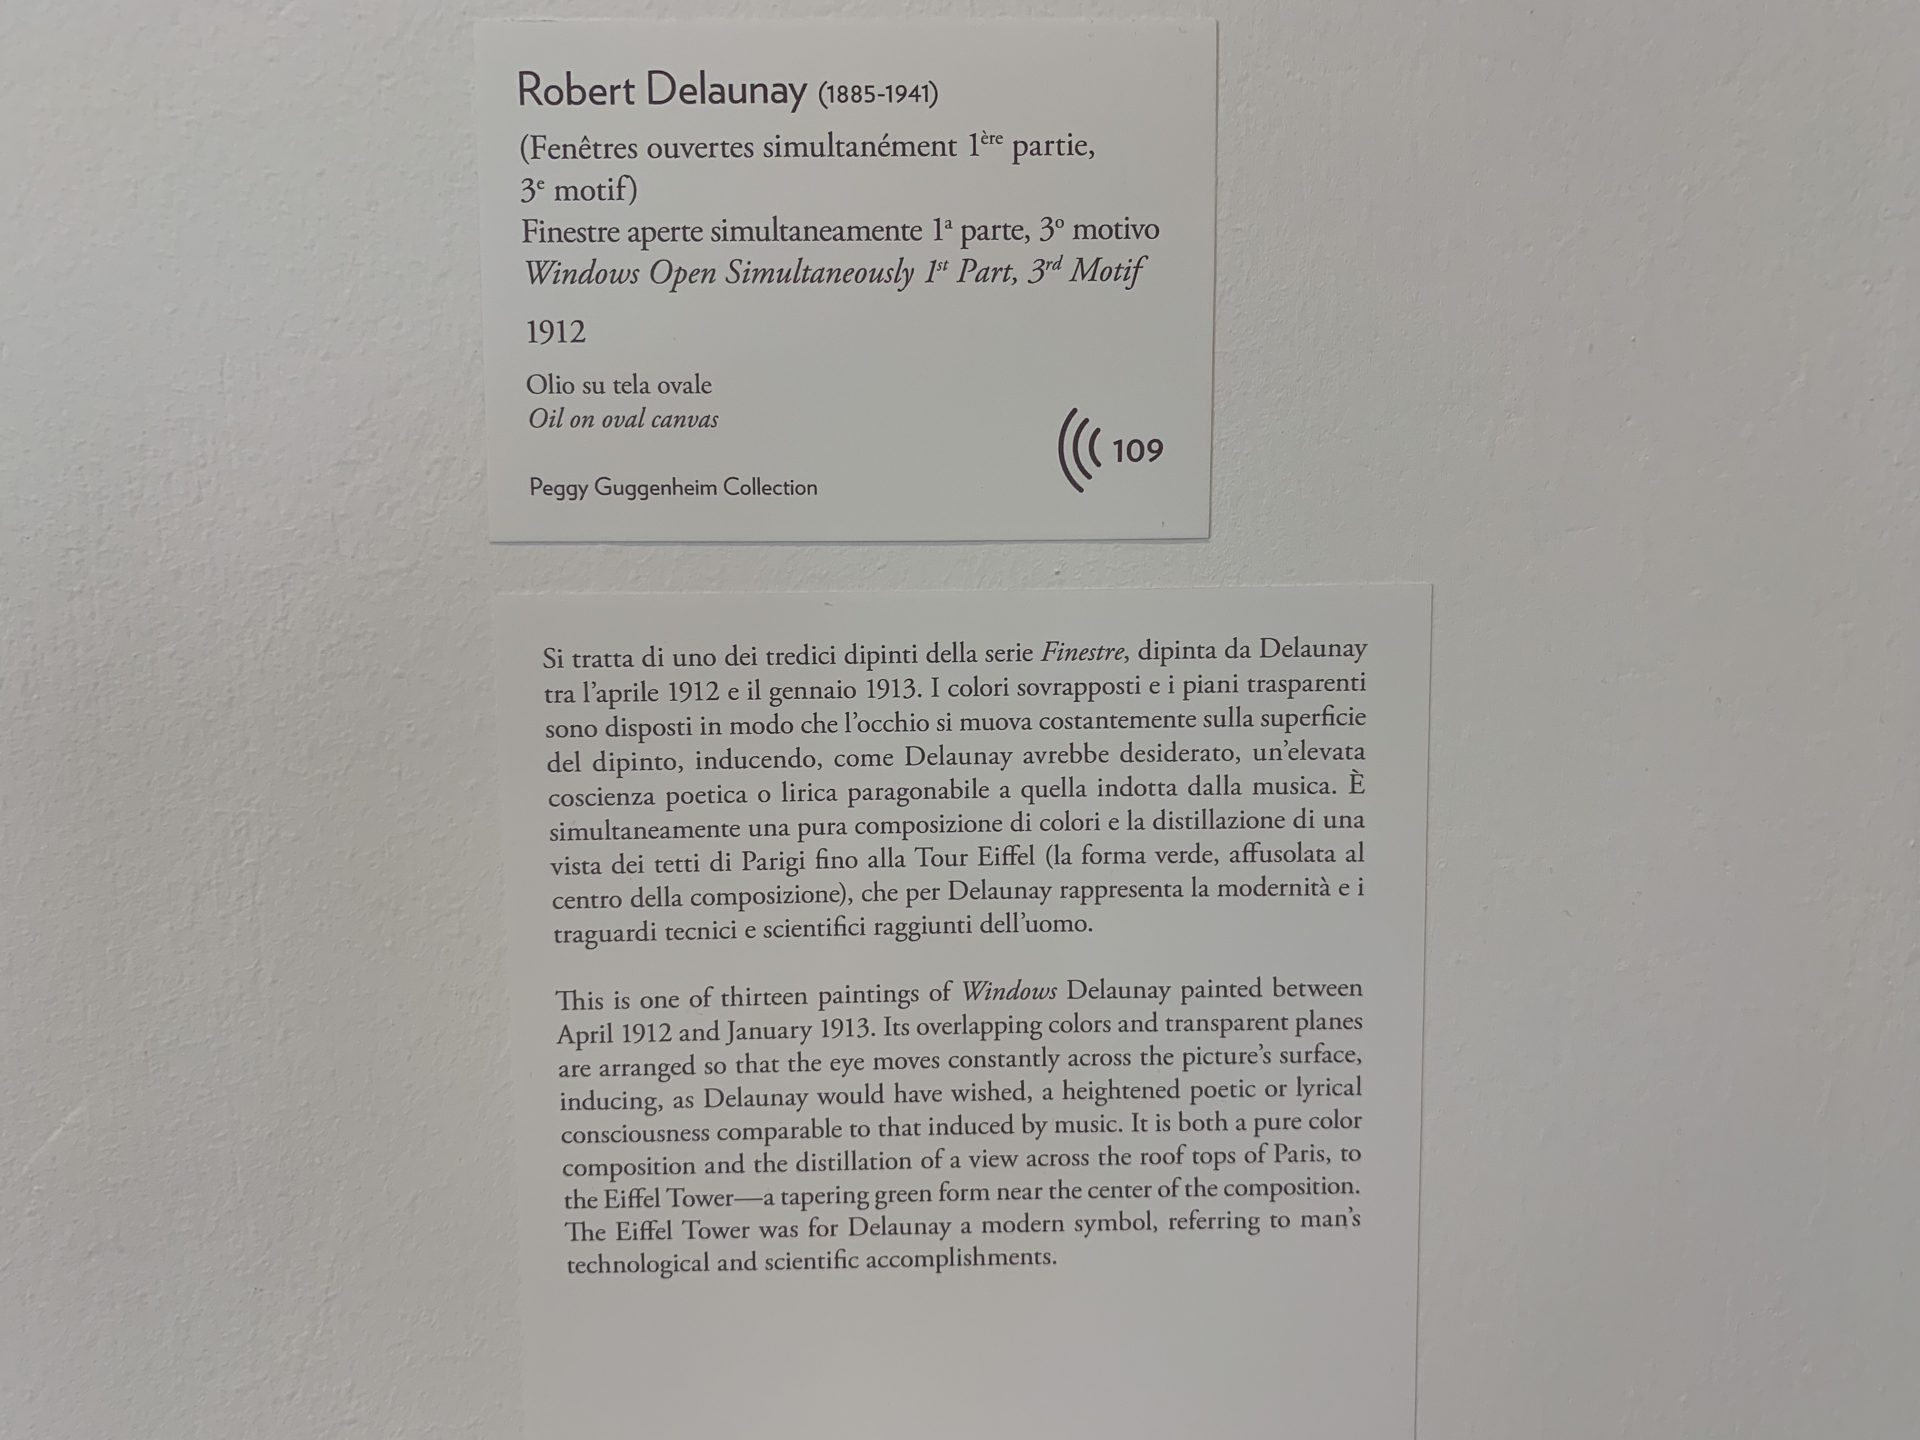 Robert Delaunay (1885-1941)
(Fenêtres ouvertes simultanément 1ère partie,
3e motif)
Finestre aperte simultaneamente 1ª parte, 3º motivo
Windows Open Simultaneously 1st Part, 3rd Motif
1912
Olio su tela ovale
Oil on oval canvas
109
Peggy Guggenheim Collection
Si tratta di uno dei tredici dipinti della serie Finestre, dipinta da Delaunay
tra l'aprile 1912 e il gennaio 1913. I colori sovrapposti e i piani trasparenti
sono disposti in modo che l'occhio si muova costantemente sulla superficie
del dipinto, inducendo, come Delaunay avrebbe desiderato, un'elevata
coscienza poetica o lirica paragonabile a quella indotta dalla musica. È
simultaneamente una pura composizione di colori e la distillazione di una
vista dei tetti di Parigi fino alla Tour Eiffel (la forma verde, affusolata al
centro della composizione), che per Delaunay rappresenta la modernità e i
traguardi tecnici e scientifici raggiunti dell'uomo.
This is one of thirteen paintings of Windows Delaunay painted between
April 1912 and January 1913. Its overlapping colors and transparent planes
are arranged so that the eye moves constantly across the picture's surface,
inducing, as Delaunay would have wished, a heightened poetic or lyrical
consciousness comparable to that induced by music. It is both a pure color
composition and the distillation of a view across the roof tops of Paris, to
the Eiffel Tower—a tapering green form near the center of the composition.
The Eiffel Tower was for Delaunay a modern symbol, referring to man's
technological and scientific accomplishments.